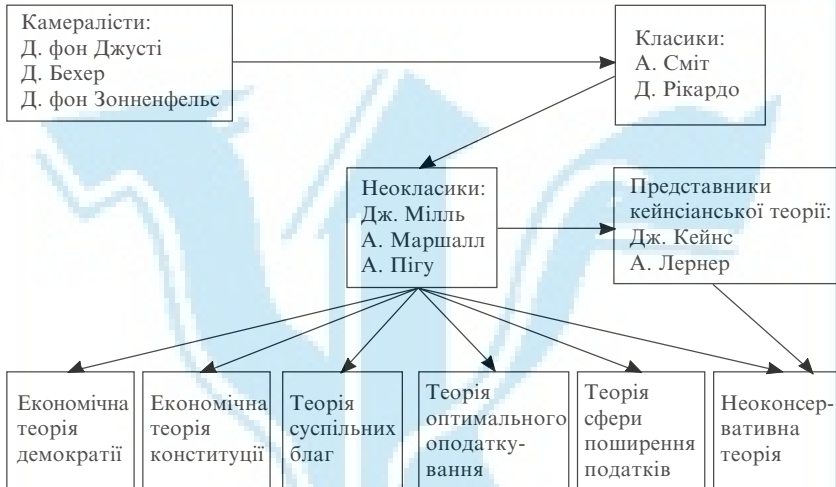 Камералісти:
Д. фон Джусті
Д. Бехер
Д. фон Зонненфельс
Класики:
А. Сміт
Д. Рікардо
Неокласики:
Дж. Мілль
А. Маршалл
А. Пігу
Представники
кейнсіанської теорії:
Дж. Кейнс
А. Лернер
Економічна
теорія
демократії
Економічна
теорія
конституції
Теорія
суспільних
благ
Теорія
оптимального
оподатку-
вання
Теорія
сфери
поширення
податків
Неоконсер-
вативна
теорія